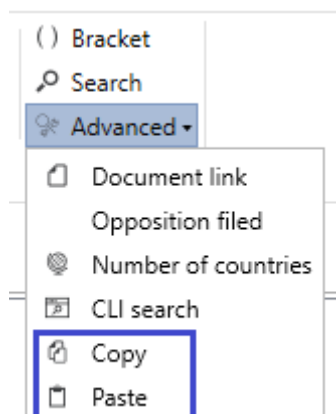 ( ) Bracket
Search
Advanced
Document link
Opposition filed
Number of countries
CLI search
Copy
Paste